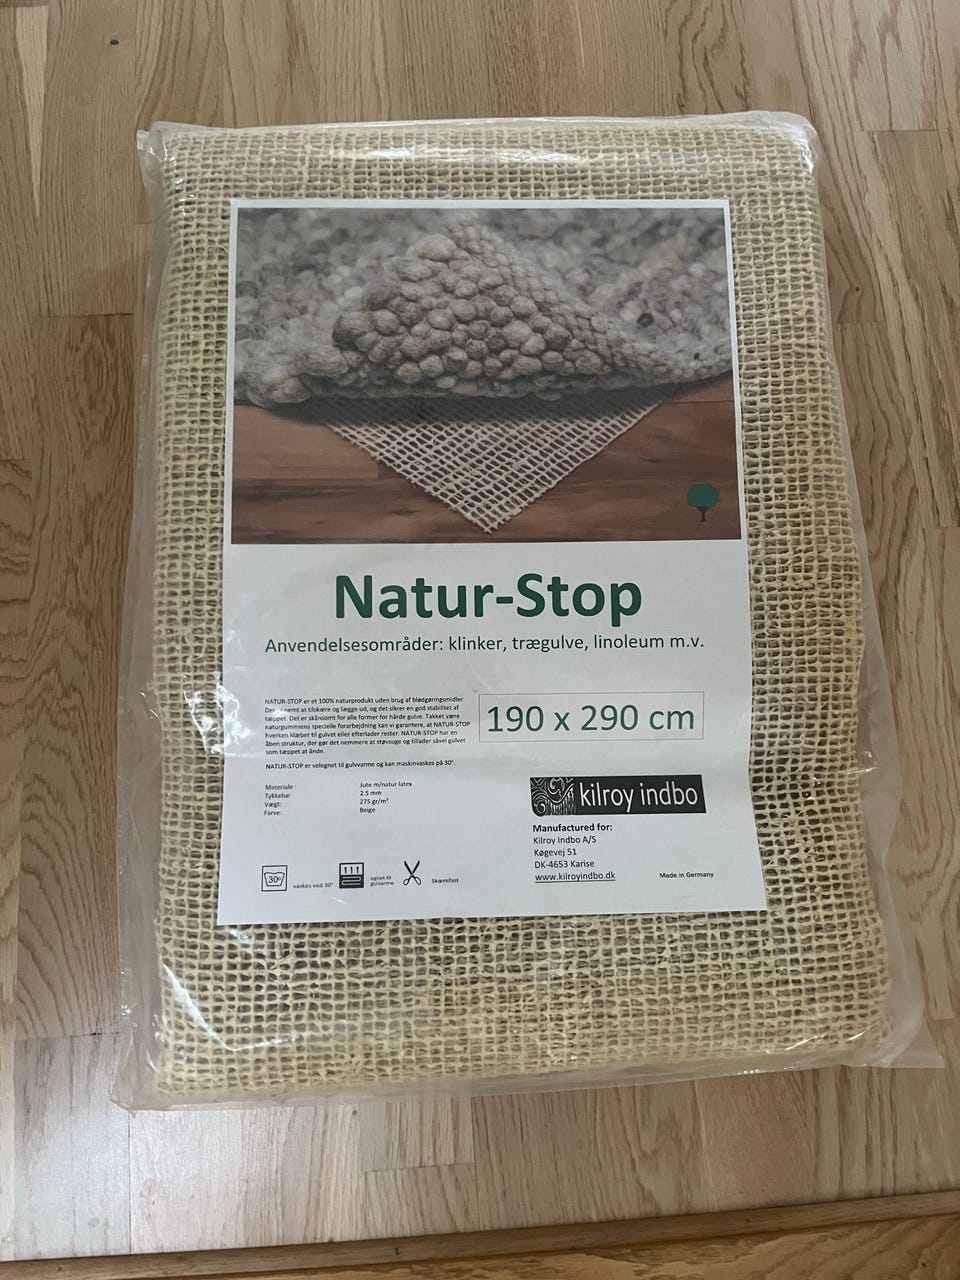 Natur-Stop
Anvendelsesområder: klinker, trægulve, linoleum m.v.
NATUR-STOP er et 100% naturprodukt uden brug af blødgøringsmidler
Det er nemt at tilskære og lægge ud, og det sikrer en god stabilitet af
tæppet. Det er skånsomt for alle former for hårde gulve. Takket være
naturgummiens specielle forarbejdning kan vi garantere, at NATUR-STOP
hverken klæber til gulvet eller efterlader rester. NATUR-STOP har en
åben struktur, der gør det nemmere at støvsuge og tillader såvel gulvet
som tæppet at ånde.
NATUR-STOP er velegnet til gulvvarme og kan maskinvaskes på 30°.
190 x 290 cm
Materiale : Jute m/natur latex
Tykkelse: 2.5 mm
Vægt: 275 gr/m²
Farve: Beige
kilroy indbo
Manufactured for:
Kilroy Indbo A/S
Køgevej 51
DK-4653 Karise
www.kilroyindbo.dk
Made in Germany
30°
vaskes ved 30°
egnet til
gulvvarme
Skærefast